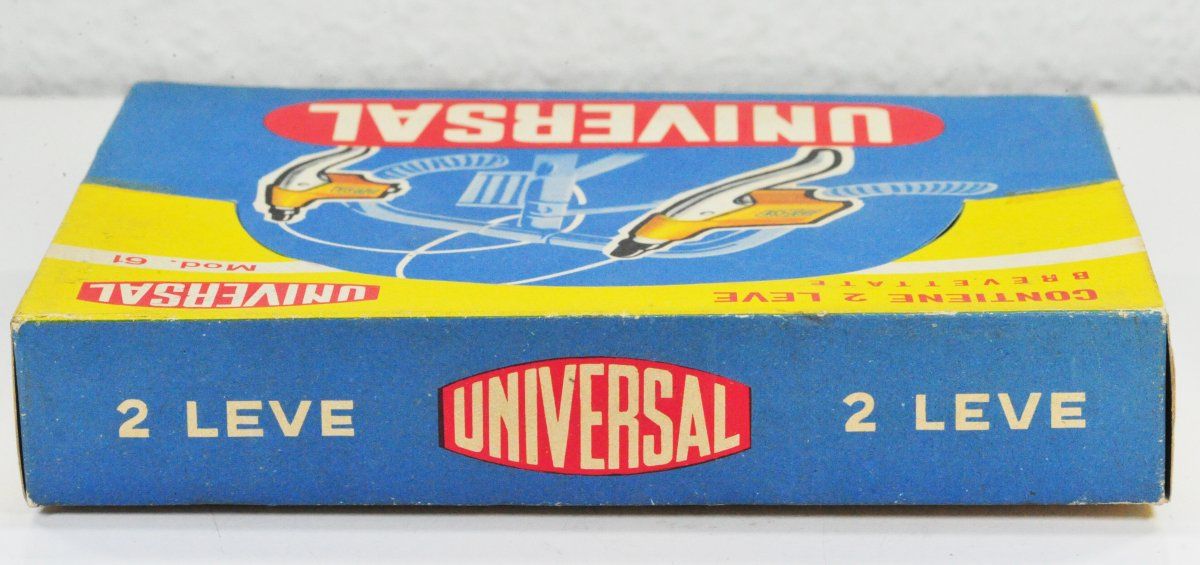 UNIVERSAL
CONTIENE 2 LEVE
BREVETTATE
Mod. 61
UNIVERSAL
2 LEVE UNIVERSAL 2 LEVE